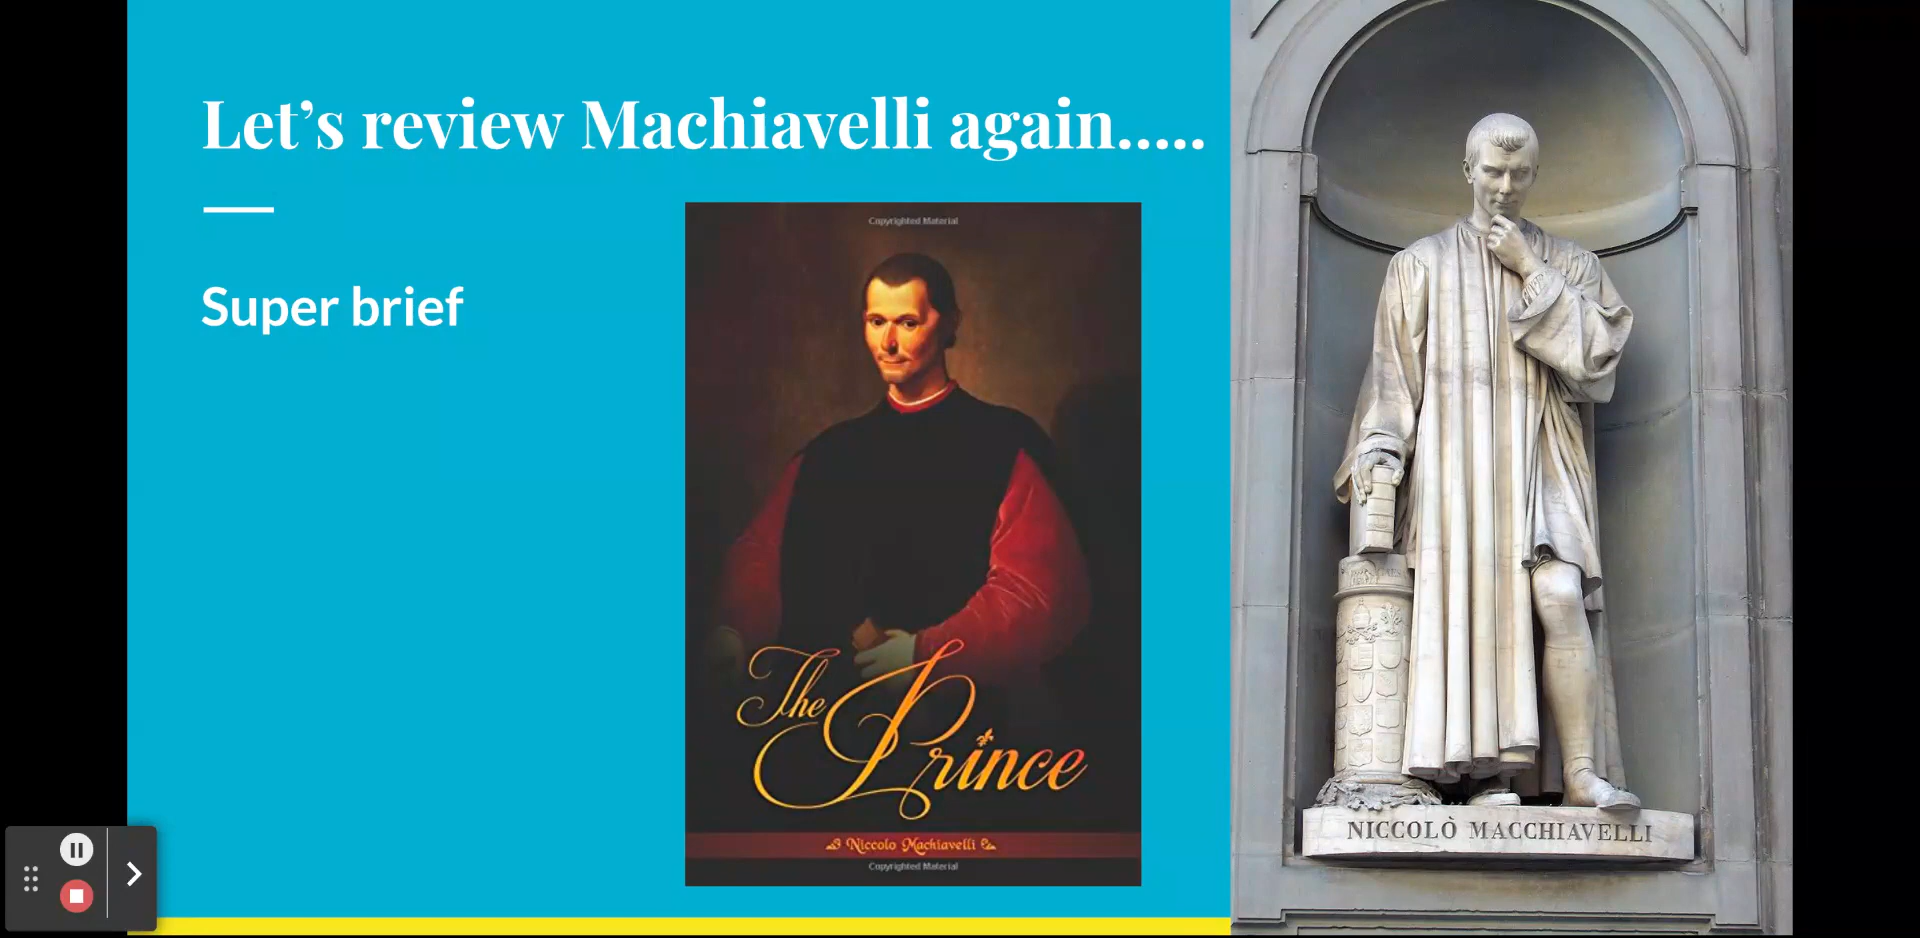 Let’s review Machiavelli again.....
Super brief
Copyrighted Material
The Prince
Niccolo Machiavelli
Copyrighted Material
NICCOLÒ MACCHIAVELLI